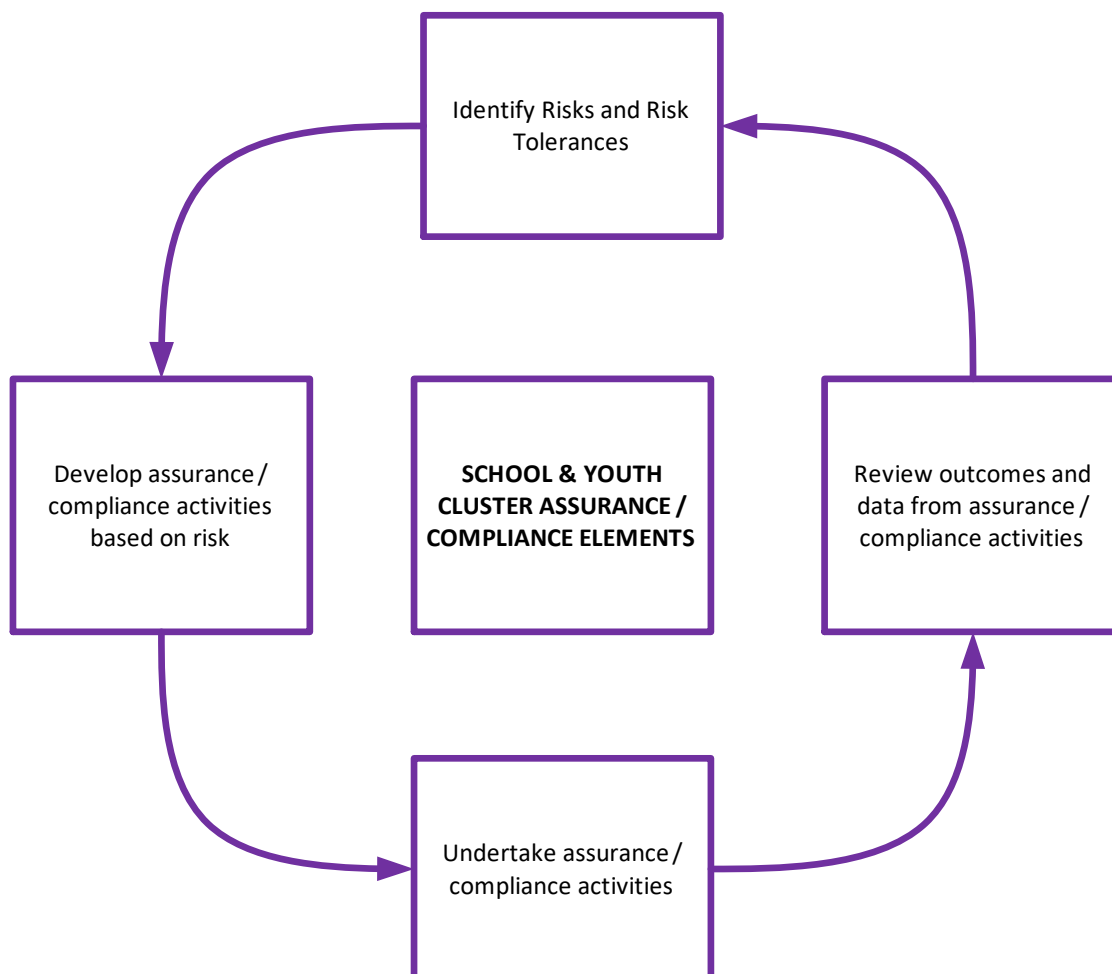 Identify Risks and Risk
Tolerances
Develop assurance /
compliance activities
based on risk
SCHOOL & YOUTH
CLUSTER ASSURANCE /
COMPLIANCE ELEMENTS
Review outcomes and
data from assurance /
compliance activities
Undertake assurance /
compliance activities